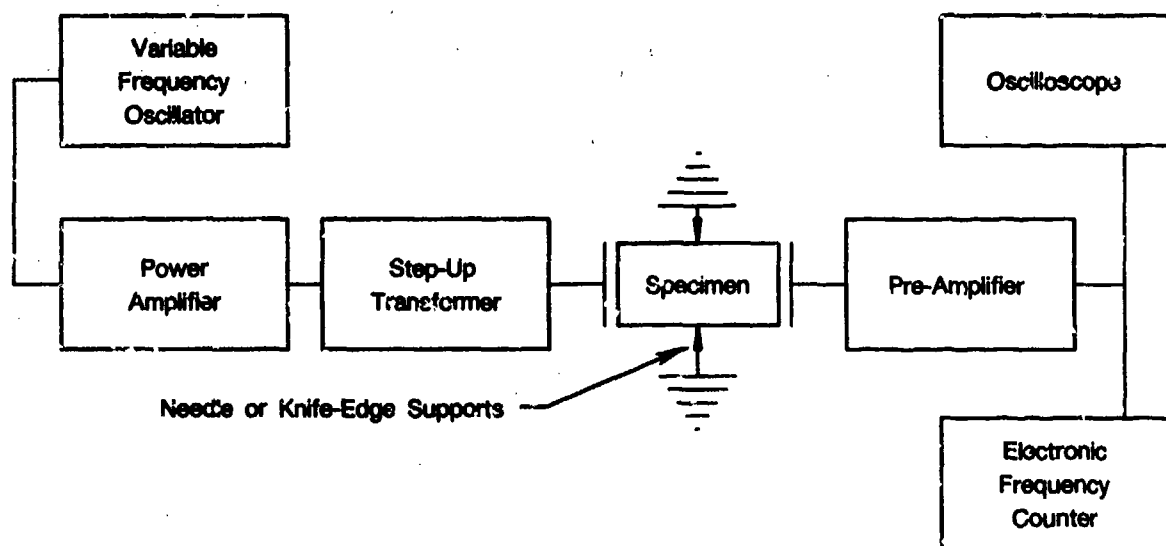 Variable
Frequency
Oscillator
Oscilloscope
Power
Amplifier
Step-Up
Transformer
Specimen
Pre-Amplifier
Needle or Knife-Edge Supports
Electronic
Frequency
Counter